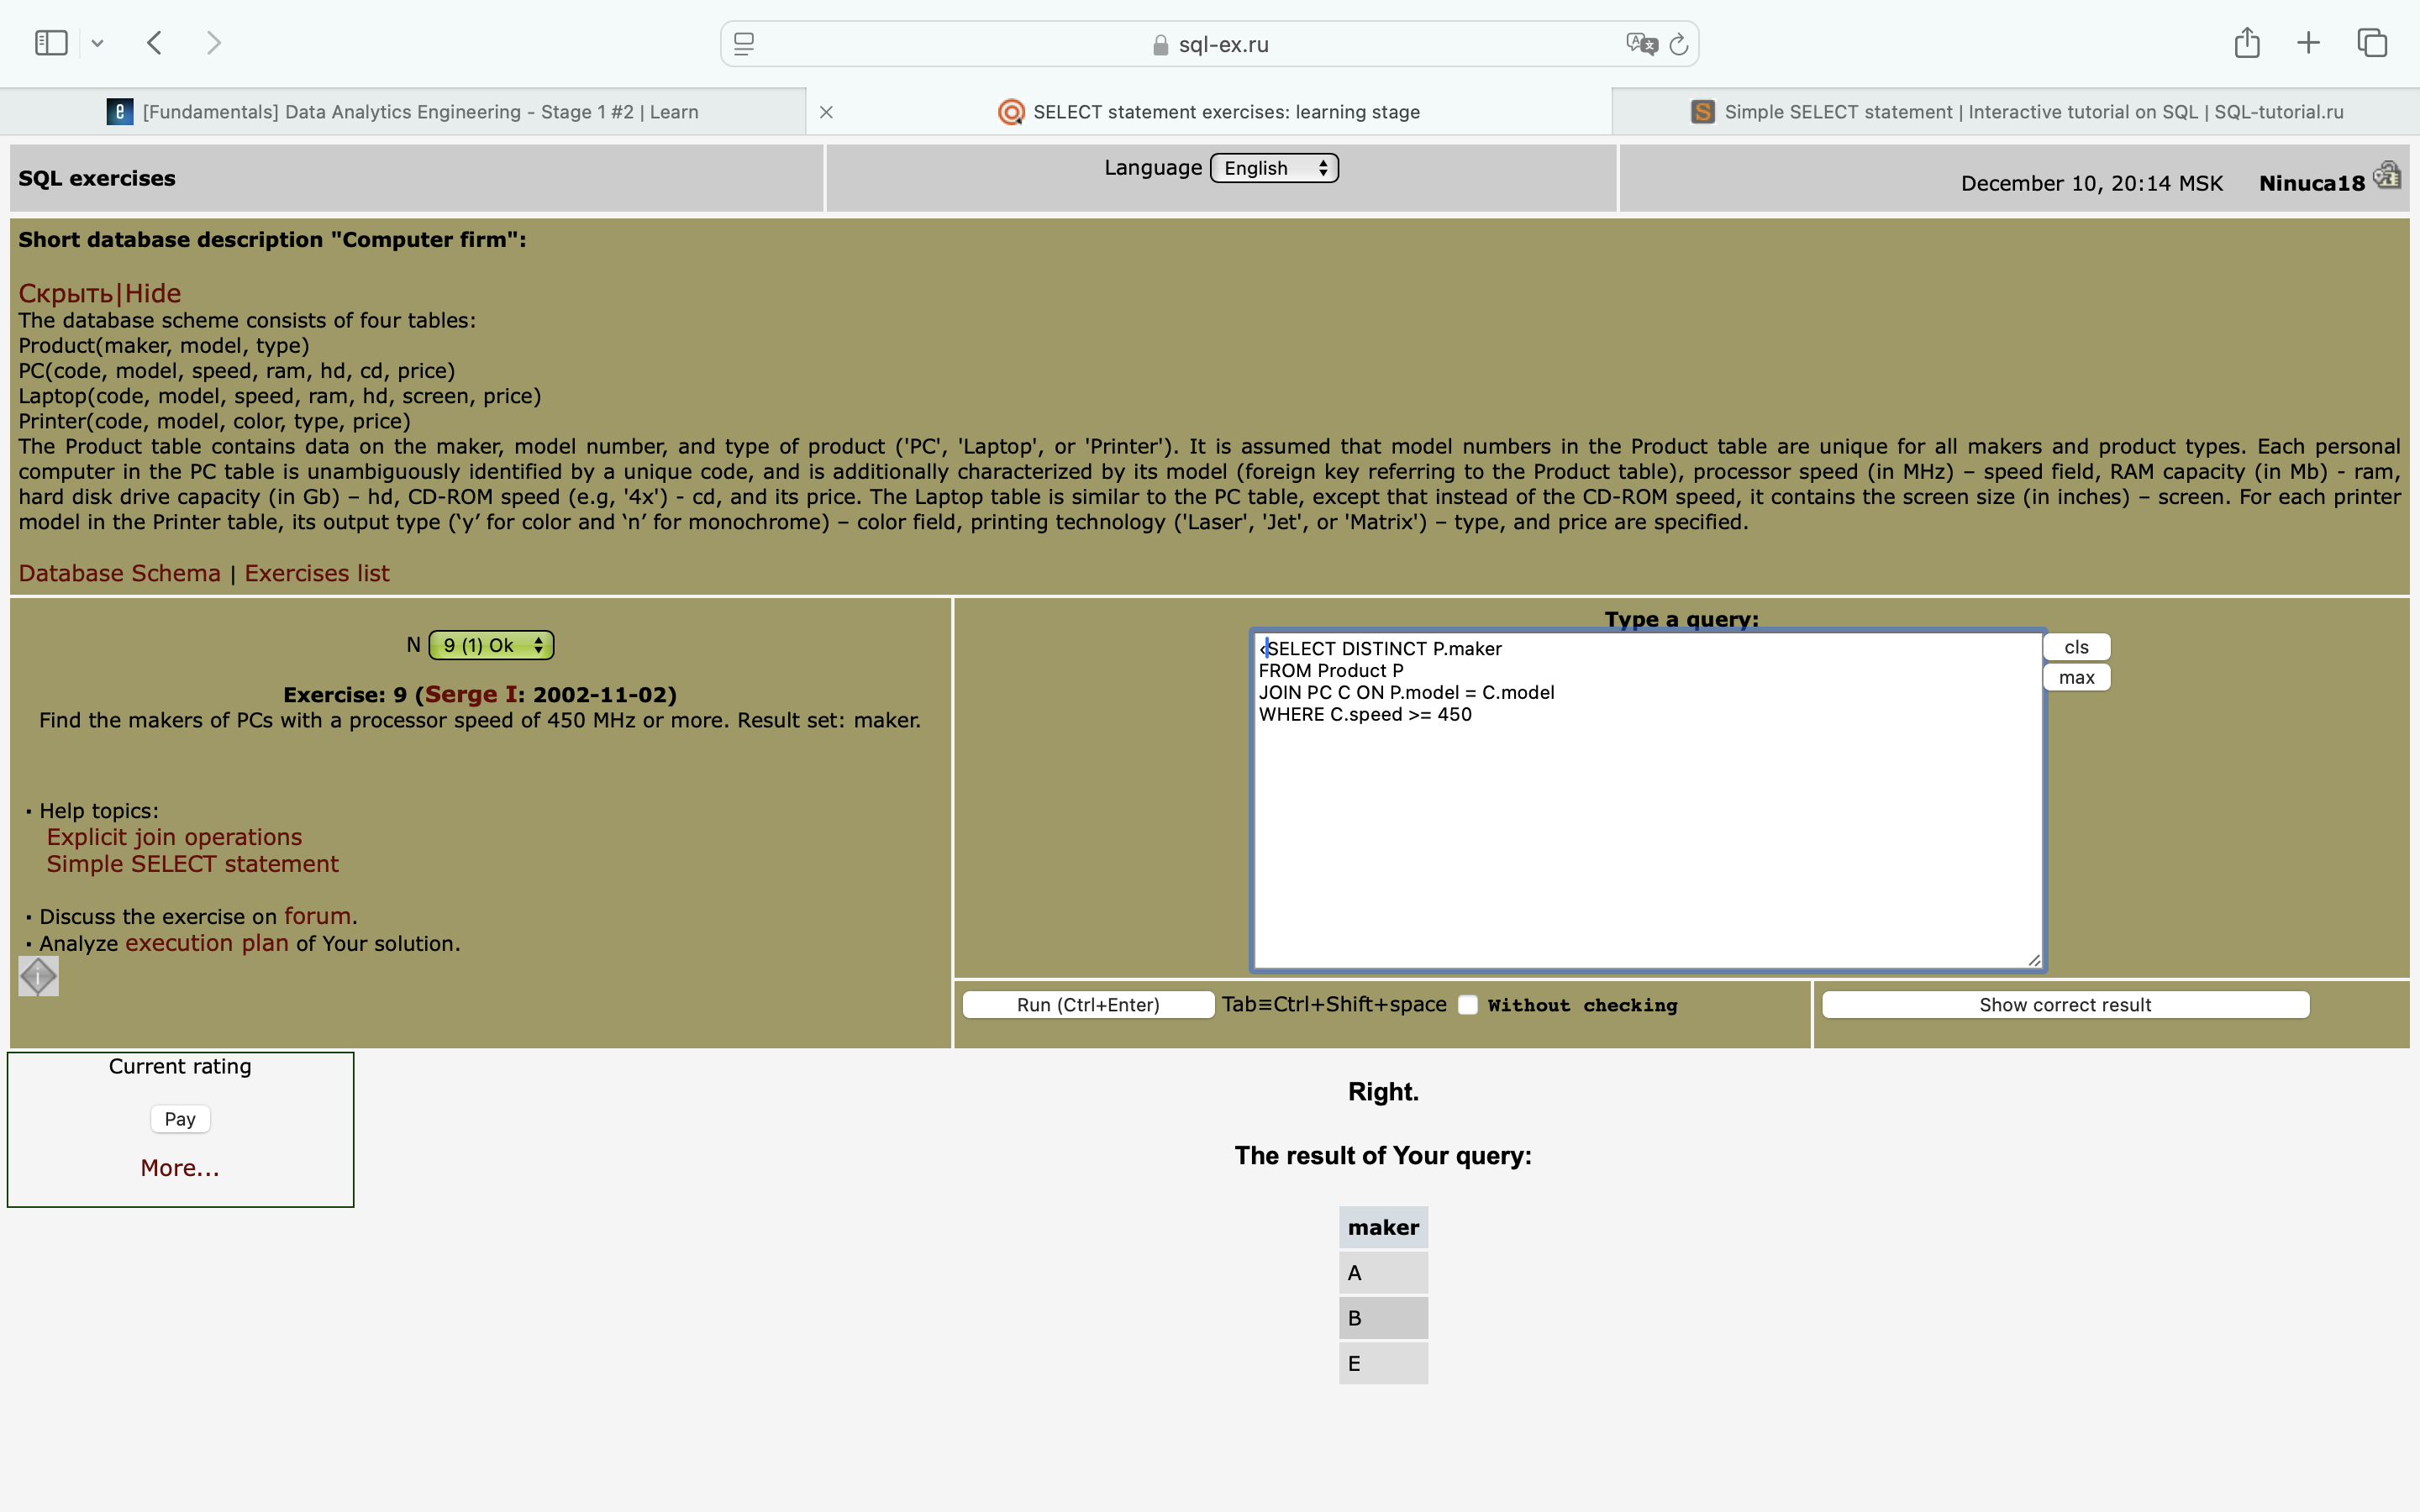 sql-ex.ru
[Fundamentals] Data Analytics Engineering - Stage 1 #2 | Learn
SELECT statement exercises: learning stage
Simple SELECT statement | Interactive tutorial on SQL | SQL-tutorial.ru
SQL exercises
Language English
December 10, 20:14 MSK Ninuca18
Short database description "Computer firm":
Скрыть|Hide
The database scheme consists of four tables:
Product(maker, model, type)
PC(code, model, speed, ram, hd, cd, price)
Laptop(code, model, speed, ram, hd, screen, price)
Printer(code, model, color, type, price)
The Product table contains data on the maker, model number, and type of product ('PC', 'Laptop', or 'Printer'). It is assumed that model numbers in the Product table are unique for all makers and product types. Each personal
computer in the PC table is unambiguously identified by a unique code, and is additionally characterized by its model (foreign key referring to the Product table), processor speed (in MHz) – speed field, RAM capacity (in Mb) - ram,
hard disk drive capacity (in Gb) – hd, CD-ROM speed (e.g, '4x') - cd, and its price. The Laptop table is similar to the PC table, except that instead of the CD-ROM speed, it contains the screen size (in inches) – screen. For each printer
model in the Printer table, its output type (‘y’ for color and ‘n’ for monochrome) – color field, printing technology ('Laser', 'Jet', or 'Matrix') – type, and price are specified.
Database Schema | Exercises list
N 9 (1) Ok
Exercise: 9 (Serge I: 2002-11-02)
Find the makers of PCs with a processor speed of 450 MHz or more. Result set: maker.
· Help topics:
Explicit join operations
Simple SELECT statement
· Discuss the exercise on forum.
· Analyze execution plan of Your solution.
Type a query:
‹SELECT DISTINCT P.maker
FROM Product P
JOIN PC C ON P.model = C.model
WHERE C.speed >= 450
cls
max
Run (Ctrl+Enter) Tab≡Ctrl+Shift+space Without checking
Show correct result
Current rating
Pay
More...
Right.
The result of Your query:
maker
A
B
E